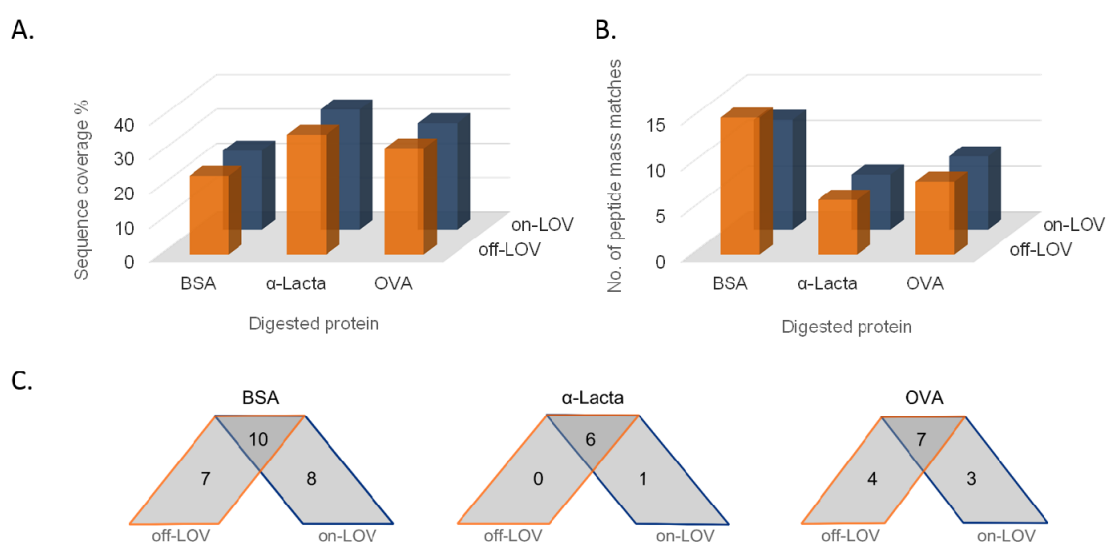 A.
Sequence coverage %
40
30
20
10
0
BSA
α-Lacta
OVA
on-LOV
off-LOV
Digested protein
B.
No. of peptide mass matches
15
10
5
0
BSA
α-Lacta
OVA
on-LOV
off-LOV
Digested protein
C.
BSA
10
7
8
off-LOV
on-LOV
α-Lacta
6
0
1
off-LOV
on-LOV
OVA
7
4
3
off-LOV
on-LOV